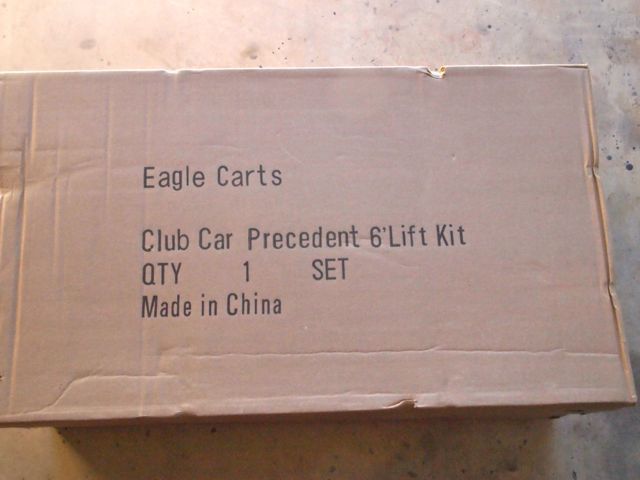 Eagle Carts
Club Car Precedent 6'Lift Kit
QTY 1 SET
Made in China